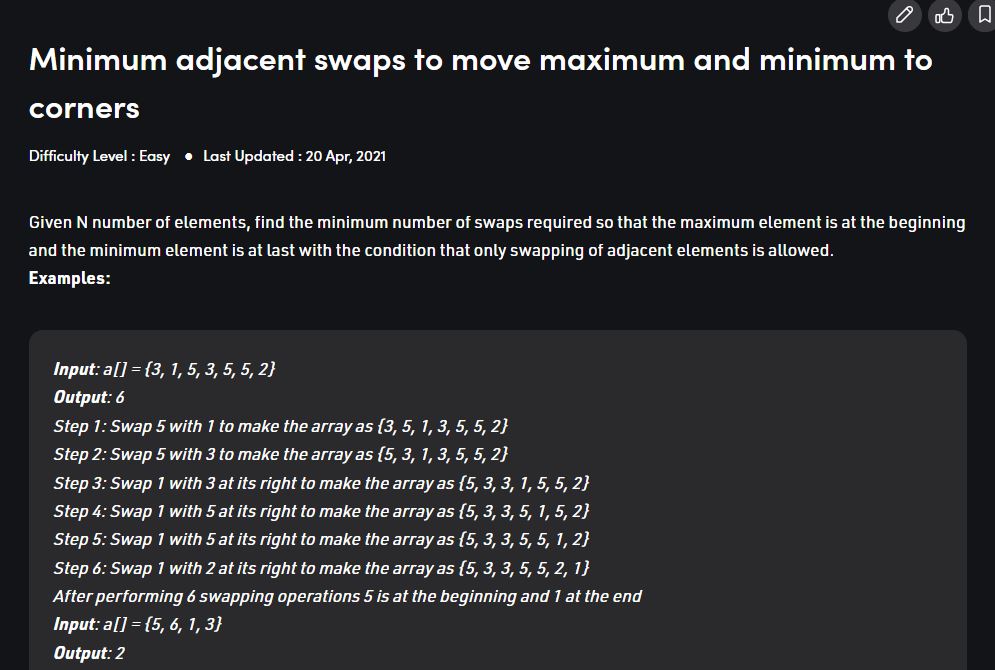 Minimum adjacent swaps to move maximum and minimum to
corners
Difficulty Level : Easy ● Last Updated : 20 Apr, 2021
Given N number of elements, find the minimum number of swaps required so that the maximum element is at the beginning
and the minimum element is at last with the condition that only swapping of adjacent elements is allowed.
Examples:
Input: a[] = {3, 1, 5, 3, 5, 5, 2}
Output: 6
Step 1: Swap 5 with 1 to make the array as {3, 5, 1, 3, 5, 5, 2}
Step 2: Swap 5 with 3 to make the array as {5, 3, 1, 3, 5, 5, 2}
Step 3: Swap 1 with 3 at its right to make the array as {5, 3, 3, 1, 5, 5, 2}
Step 4: Swap 1 with 5 at its right to make the array as {5, 3, 3, 5, 1, 5, 2}
Step 5: Swap 1 with 5 at its right to make the array as {5, 3, 3, 5, 5, 1, 2}
Step 6: Swap 1 with 2 at its right to make the array as {5, 3, 3, 5, 5, 2, 1}
After performing 6 swapping operations 5 is at the beginning and 1 at the end
Input: a[] = {5, 6, 1, 3}
Output: 2